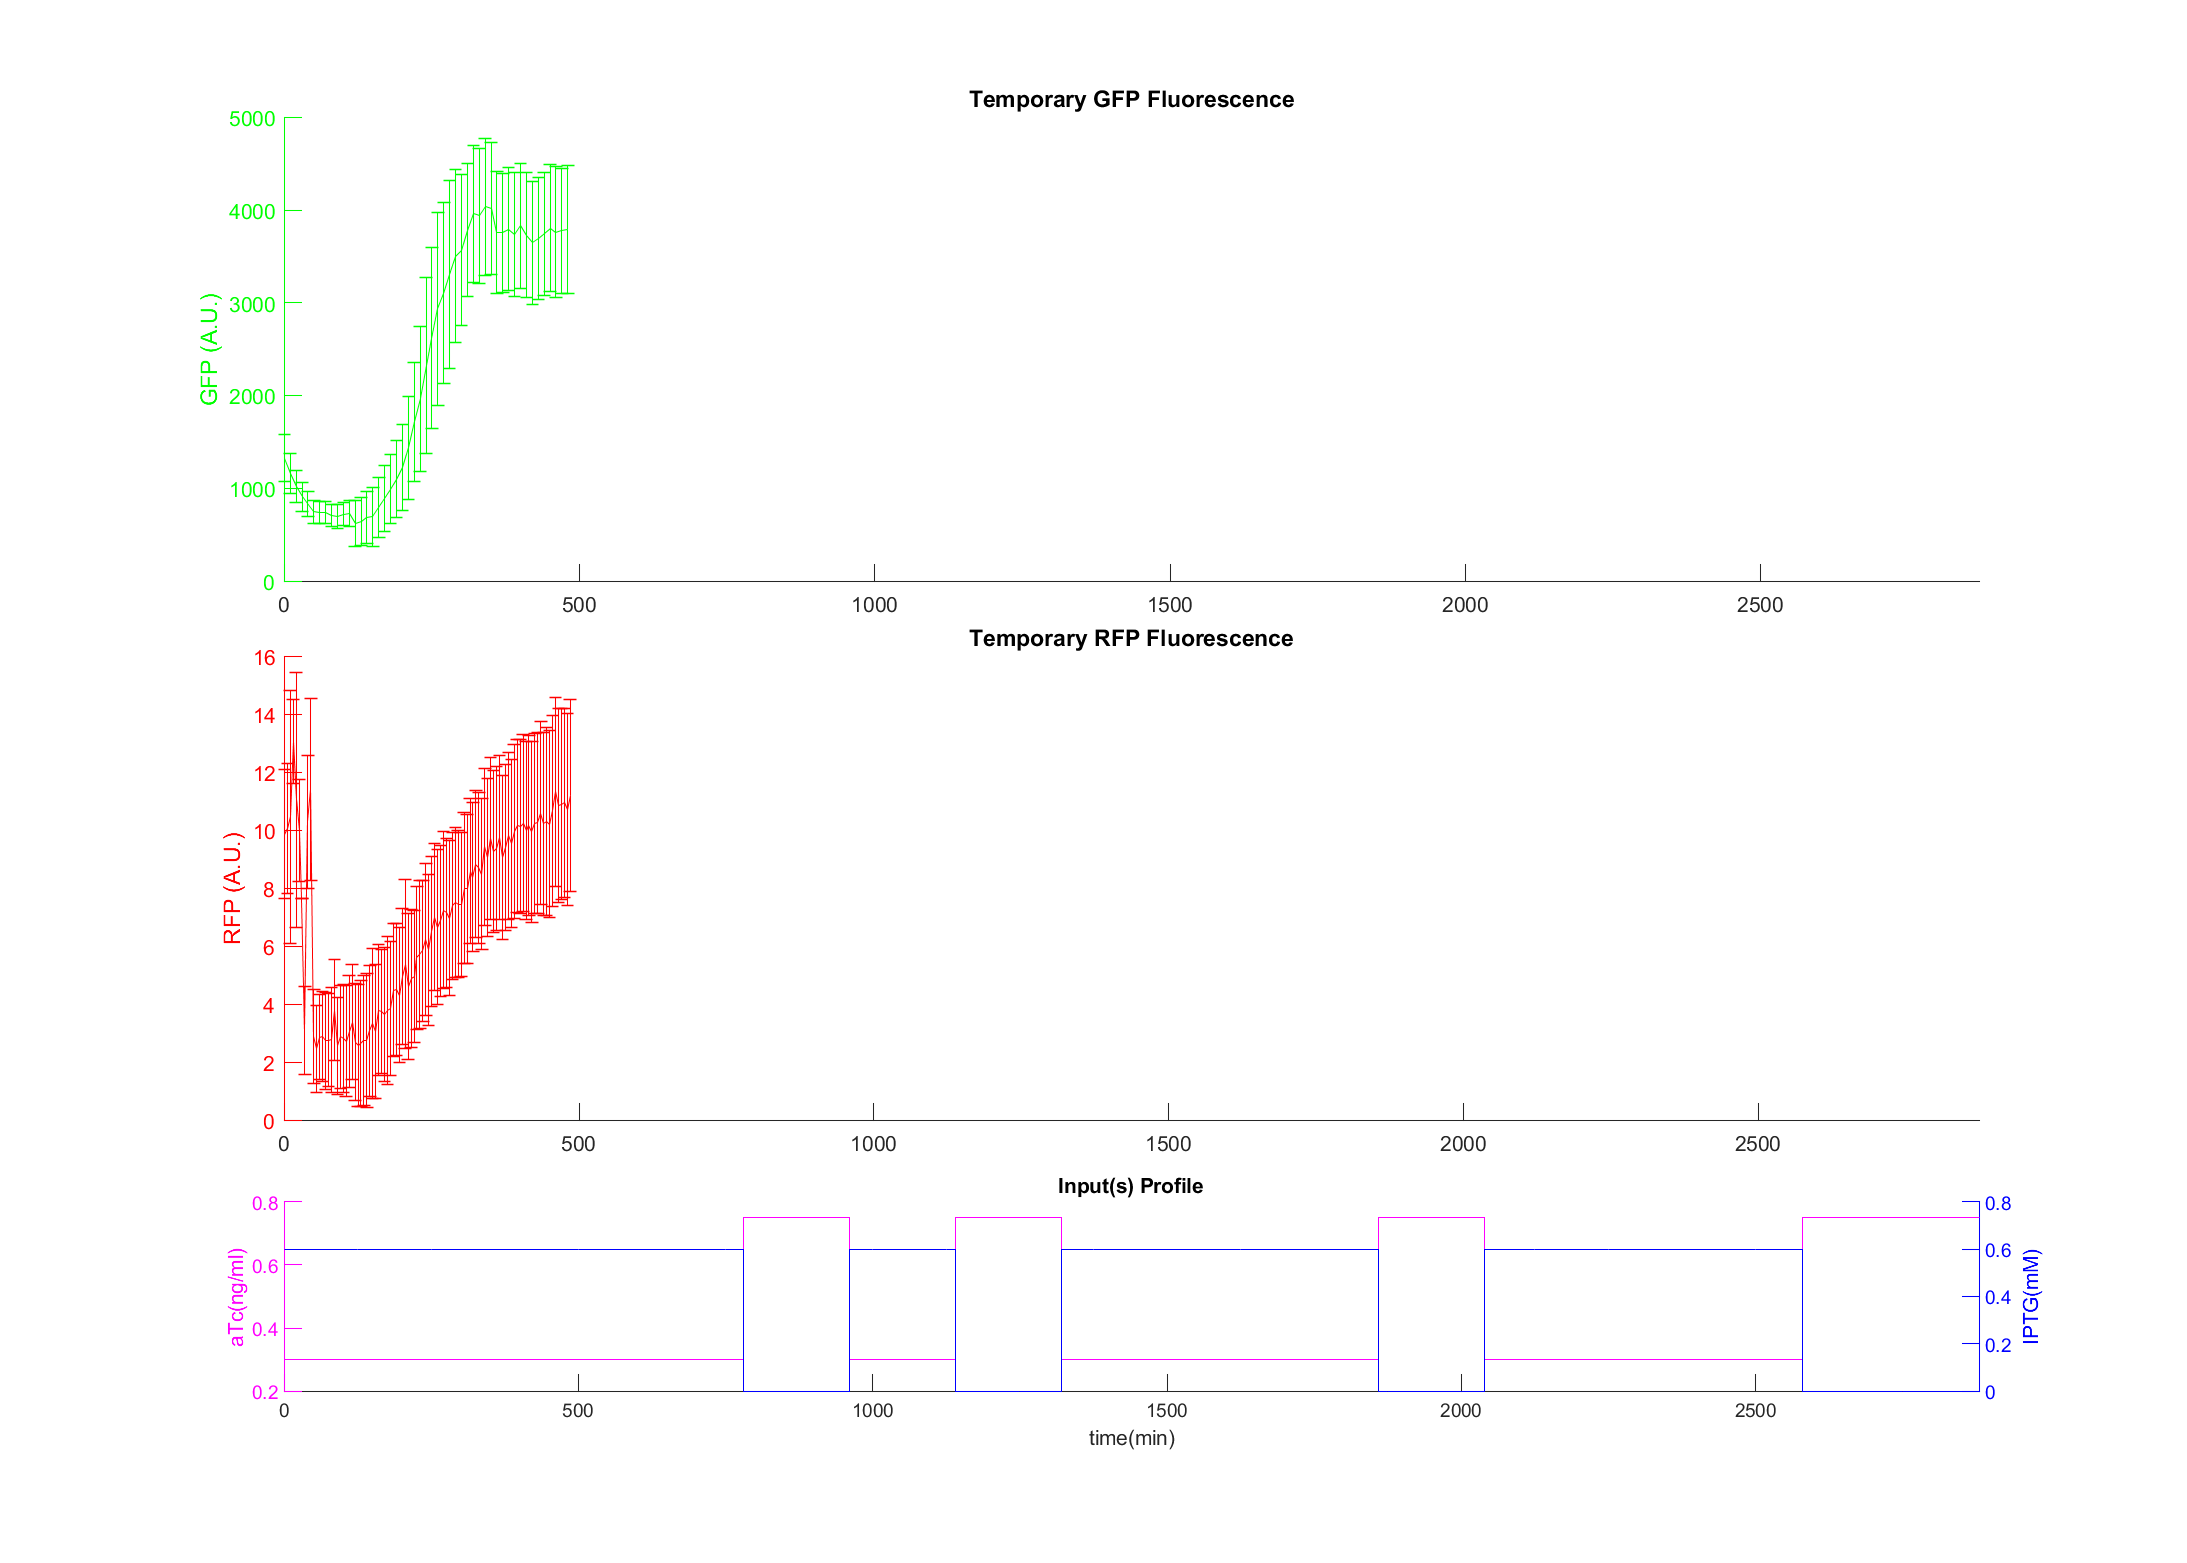 Temporary GFP Fluorescence
5000
4000
3000
2000
1000
0
GFP (A.U.)
0 500 1000 1500 2000 2500
Temporary RFP Fluorescence
16
14
12
10
8
6
4
2
0
RFP (A.U.)
0 500 1000 1500 2000 2500
Input(s) Profile
0.8
0.6
0.4
0.2
aTc(ng/ml)
0.8
0.6
0.4
0.2
0
IPTG(mM)
0 500 1000 1500 2000 2500
time(min)